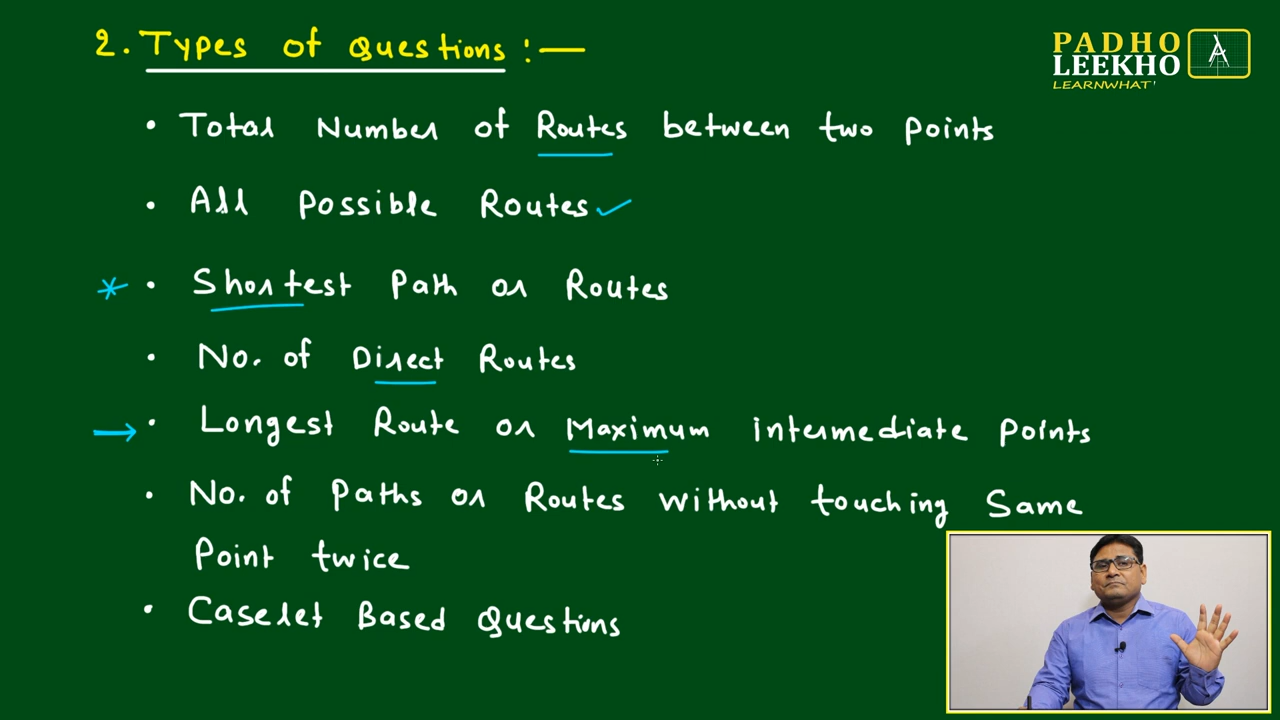 2. Types of Questions :—
PADHO
LEEKHO
LEARNWHAT'
• Total Number of Routes between two points
• All Possible Routes ✓
* • Shortest Path or Routes
• No. of Direct Routes
→ • Longest Route or Maximum intermediate points
• No. of Paths or Routes without touching Same
Point twice
• Caselet Based Questions